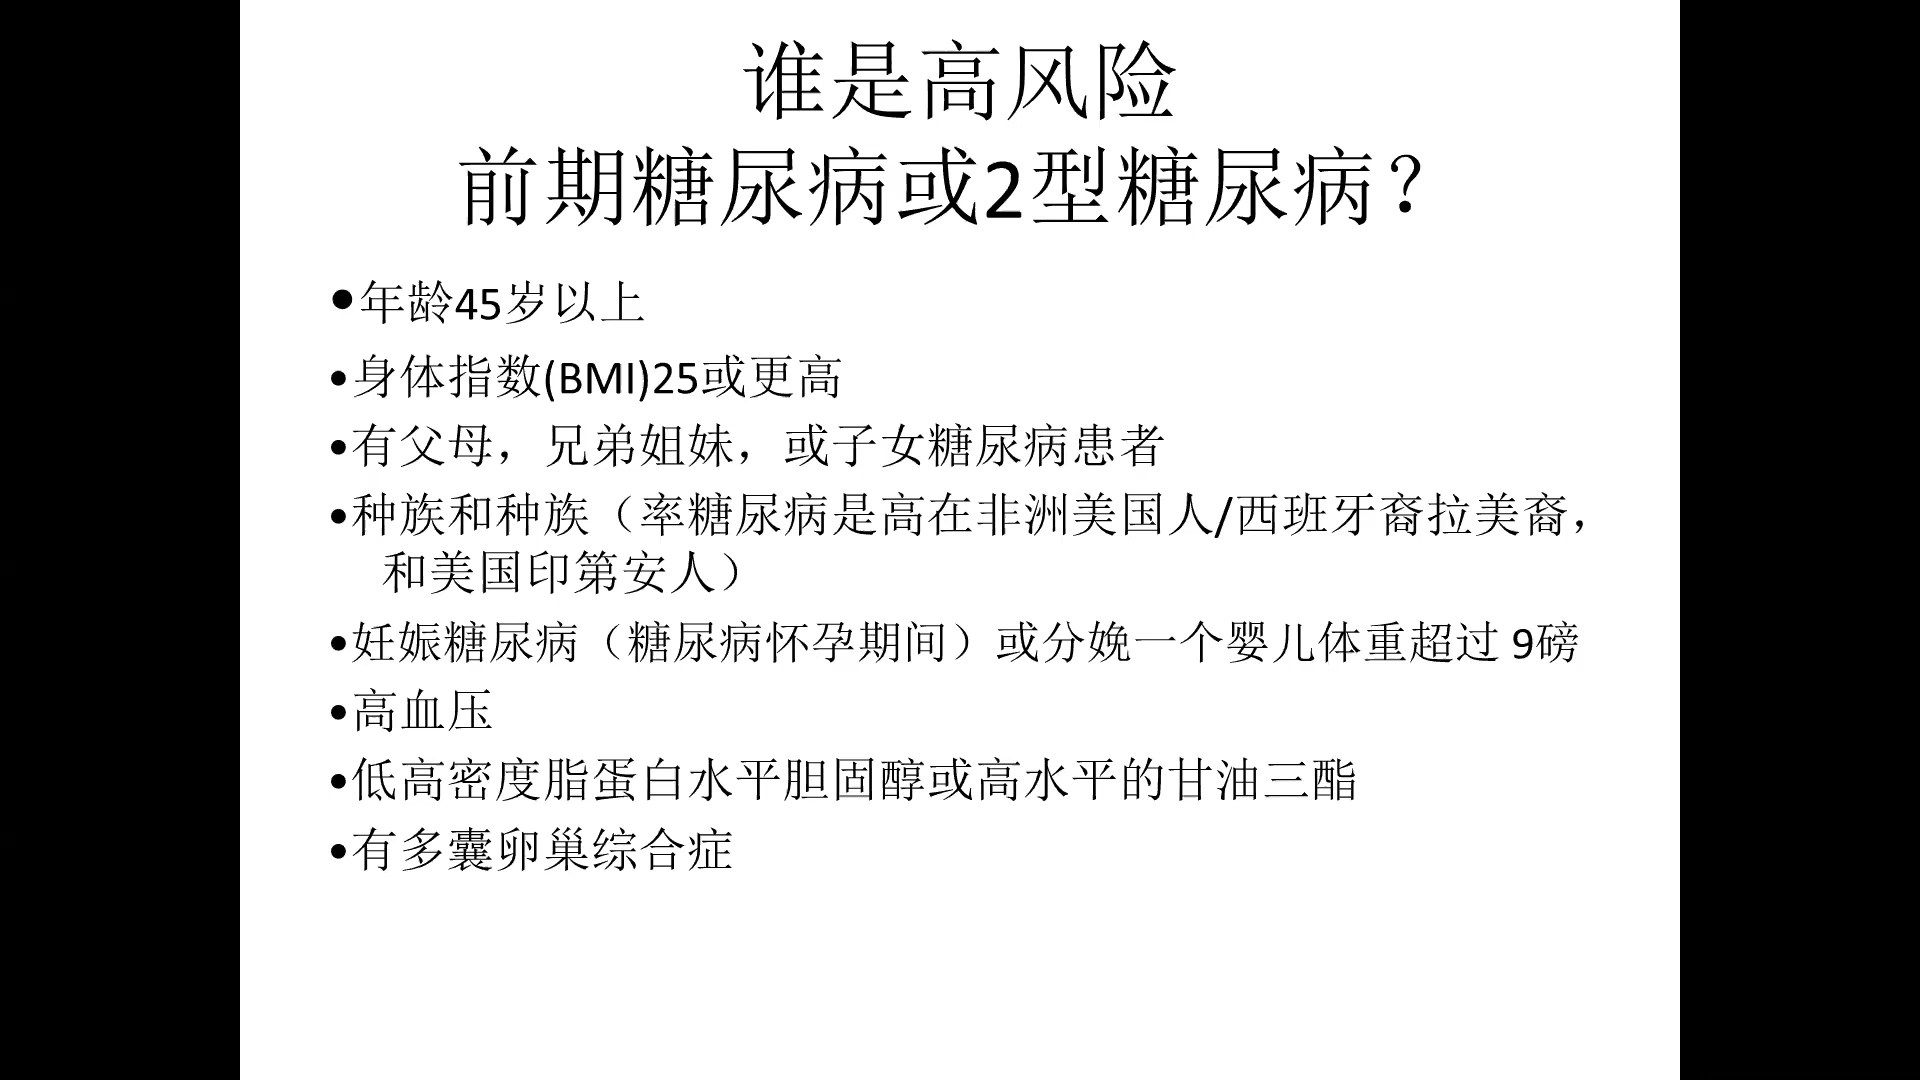 谁是高风险
前期糖尿病或2型糖尿病？
•年龄45岁以上
•身体指数(BMI)25或更高
•有父母，兄弟姐妹，或子女糖尿病患者
•种族和种族（率糖尿病是高在非洲美国人/西班牙裔拉美裔，
和美国印第安人）
•妊娠糖尿病（糖尿病怀孕期间）或分娩一个婴儿体重超过 9磅
•高血压
•低高密度脂蛋白水平胆固醇或高水平的甘油三酯
•有多囊卵巢综合症